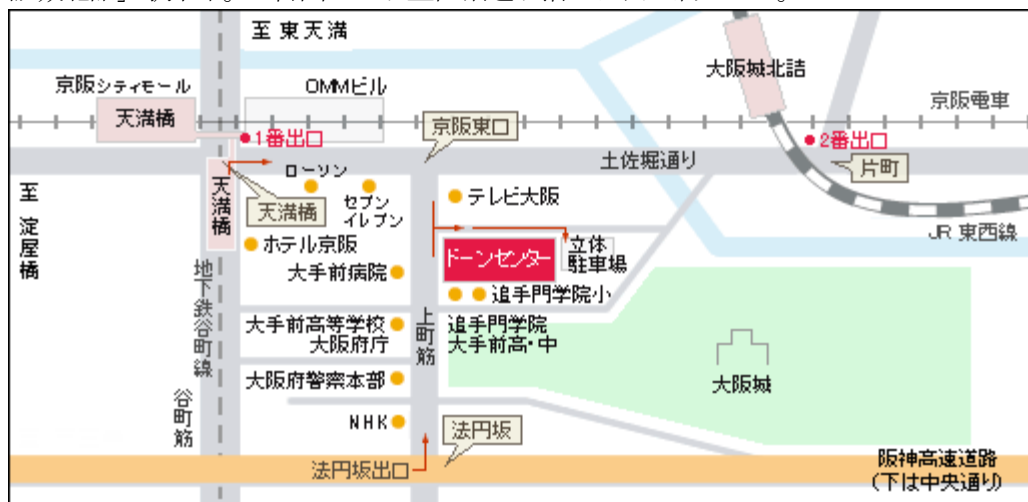 至 東天満
京阪シティモール
OMMビル
大阪城北詰
天満橋
京阪電車
1番出口
京阪東口
2番出口
土佐堀通り
片町
ローソン
至 淀屋橋
天満橋
セブン
イレブン
天満橋
テレビ大阪
JR 東西線
ホテル京阪
ドーンセンター
立体
駐車場
大手前病院
追手門学院小
地下鉄谷町線
大手前高等学校
大阪府庁
上町筋
追手門学院
大手前高・中
大阪府警察本部
大阪城
谷町筋
NHK
法円坂
法円坂出口
阪神高速道路
(下は中央通り)